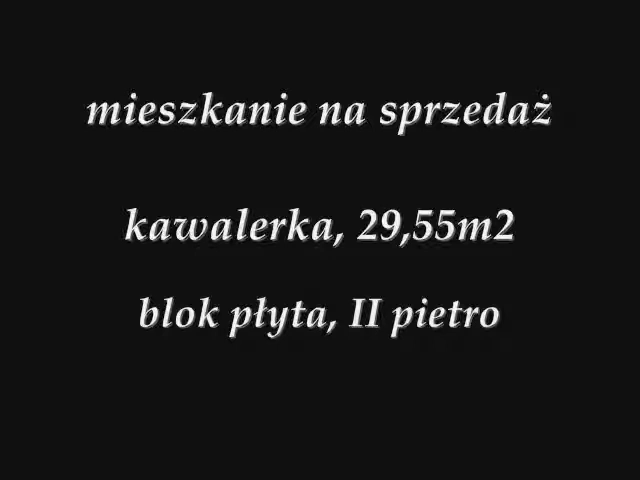 mieszkanie na sprzedaż
kawalerka, 29,55m2
blok płyta, II pietro